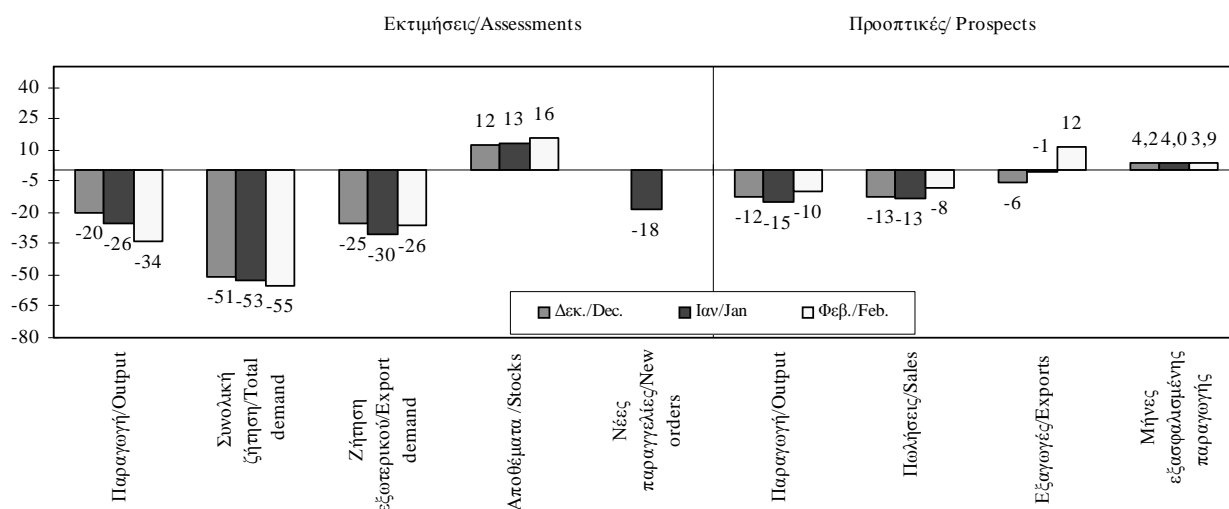 Εκτιμήσεις/Assessments
Προοπτικές/ Prospects
40
25
10
-5
-20
-35
-50
-65
-80
-20
-26
-34
-51
-53
-55
-25
-30
-26
12
13
16
-18
-12
-15
-10
-13
-13
-8
-6
-1
12
4,2
4,0
3,9
Δεκ./Dec.
Ιαν/Jan
Φεβ./Feb.
Παραγωγή/Output
Συνολική
ζήτηση/Total
demand
Ζήτηση
εξωτερικού/Export
demand
Αποθέματα /Stocks
Νέες
παραγγελίες/New
orders
Παραγωγή/Output
Πολήσεις/Sales
Εξαγωγές/Exports
Μήνες
εξασφαλισμένης
παραγωγής